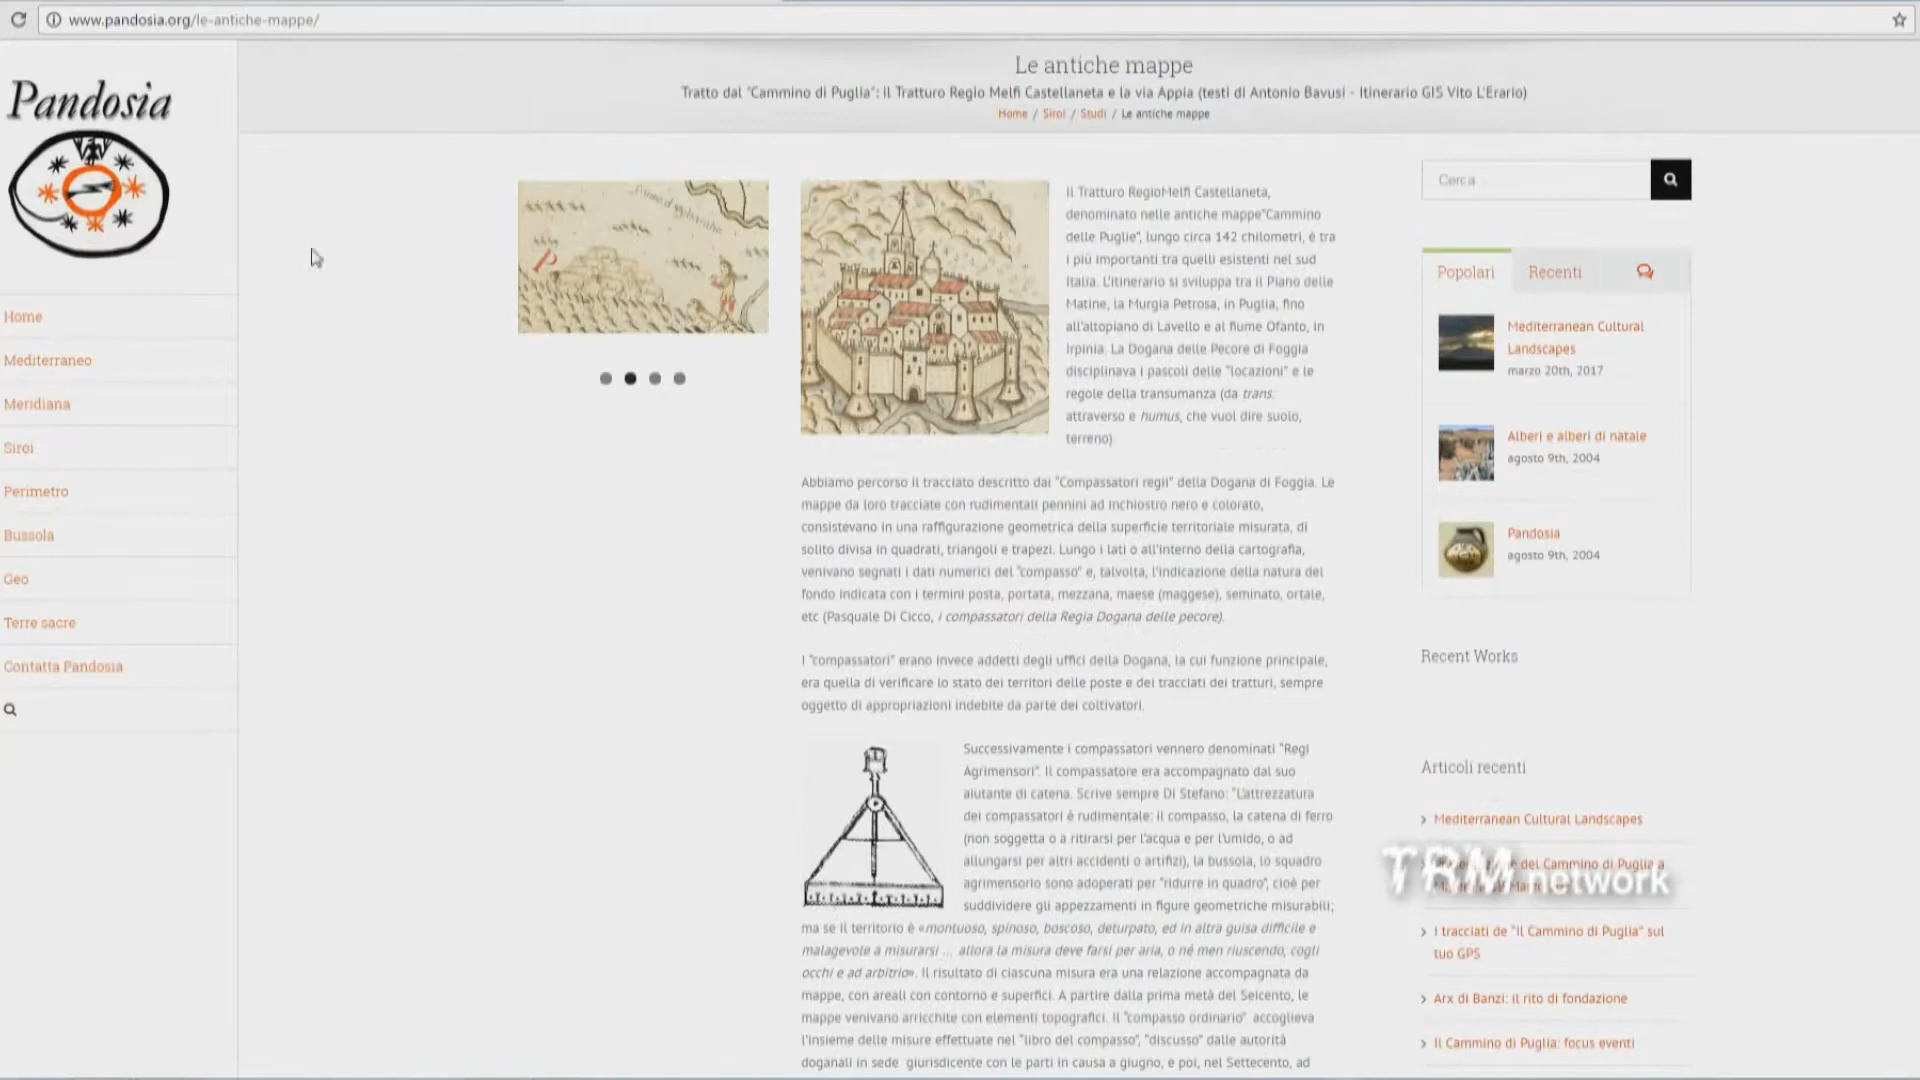 www.pandosia.org/le-antiche-mappe/
Pandosia
Home
Mediterraneo
Meridiana
Siroi
Perimetro
Bussola
Geo
Terre sacre
Contatta Pandosia
Le antiche mappe
Tratto dal "Cammino di Puglia": il Tratturo Regio Melfi Castellaneta e la via Appia (testi di Antonio Bavusi - Itinerario GIS Vito L'Erario)
Home / Siroi / Studi / Le antiche mappe
P
Il Tratturo RegioMelfi Castellaneta,
denominato nelle antiche mappe"Cammino
delle Puglie", lungo circa 142 chilometri, è tra
i più importanti tra quelli esistenti nel sud
Italia. L'itinerario si sviluppa tra il Piano delle
Matine, la Murgia Petrosa, in Puglia, fino
all'altopiano di Lavello e al fiume Ofanto, in
Irpinia. La Dogana delle Pecore di Foggia
disciplinava i pascoli delle "locazioni" e le
regole della transumanza (da trans:
attraverso e humus, che vuol dire suolo,
terreno)
Abbiamo percorso il tracciato descritto dai "Compassatori regii" della Dogana di Foggia. Le
mappe da loro tracciate con rudimentali pennini ad inchiostro nero e colorato,
consistevano in una raffigurazione geometrica della superficie territoriale misurata, di
solito divisa in quadrati, triangoli e trapezi. Lungo i lati o all'interno della cartografia,
venivano segnati i dati numerici del "compasso" e, talvolta, l'indicazione della natura del
fondo indicata con i termini posta, portata, mezzana, maese (maggese), seminato, ortale,
etc (Pasquale Di Cicco, i compassatori della Regia Dogana delle pecore).
I "compassatori" erano invece addetti degli uffici della Dogana, la cui funzione principale,
era quella di verificare lo stato dei territori delle poste e dei tracciati dei tratturi, sempre
oggetto di appropriazioni indebite da parte dei coltivatori.
Successivamente i compassatori vennero denominati "Regi
Agrimensori". Il compassatore era accompagnato dal suo
aiutante di catena. Scrive sempre Di Stefano: "L'attrezzatura
dei compassatori è rudimentale: il compasso, la catena di ferro
(non soggetta o a ritirarsi per l'acqua e per l'umido, o ad
allungarsi per altri accidenti o artifizi), la bussola, lo squadro
agrimensorio sono adoperati per "ridurre in quadro", cioè per
suddividere gli appezzamenti in figure geometriche misurabili;
ma se il territorio è «montuoso, spinoso, boscoso, deturpato, ed in altra guisa difficile e
malagevole a misurarsi ... allora la misura deve farsi per aria, o né men riuscendo, cogli
occhi e ad arbitrio». Il risultato di ciascuna misura era una relazione accompagnata da
mappe, con areali con contorno e superfici. A partire dalla prima metà del Seicento, le
mappe venivano arricchite con elementi topografici. Il "compasso ordinario" accoglieva
l'insieme delle misure effettuate nel "libro del compasso", "discusso" dalle autorità
doganali in sede giurisdicente con le parti in causa a giugno, e poi, nel Settecento, ad
Cerca ...
Popolari
Recenti
Mediterranean Cultural
Landscapes
marzo 20th, 2017
Alberi e alberi di natale
agosto 9th, 2004
Pandosia
agosto 9th, 2004
Recent Works
Articoli recenti
Mediterranean Cultural Landscapes
del Cammino di Puglia a
TRM network
I tracciati de "Il Cammino di Puglia" sul
tuo GPS
Arx di Banzi: il rito di fondazione
Il Cammino di Puglia: focus eventi